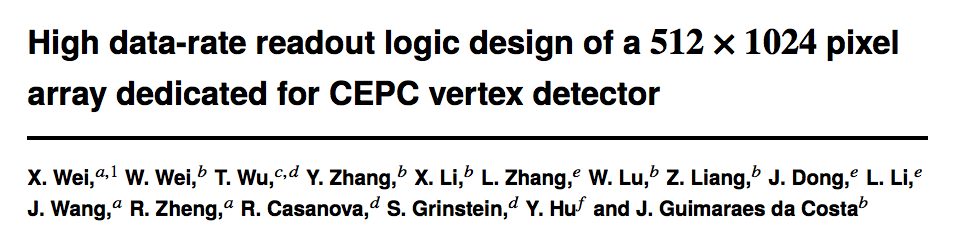 High data-rate readout logic design of a 512 × 1024 pixel
array dedicated for CEPC vertex detector
X. Wei,a,1 W. Wei,b T. Wu,c,d Y. Zhang,b X. Li,b L. Zhang,e W. Lu,b Z. Liang,b J. Dong,e L. Li,e
J. Wang,a R. Zheng,a R. Casanova,d S. Grinstein,d Y. Huf and J. Guimaraes da Costab